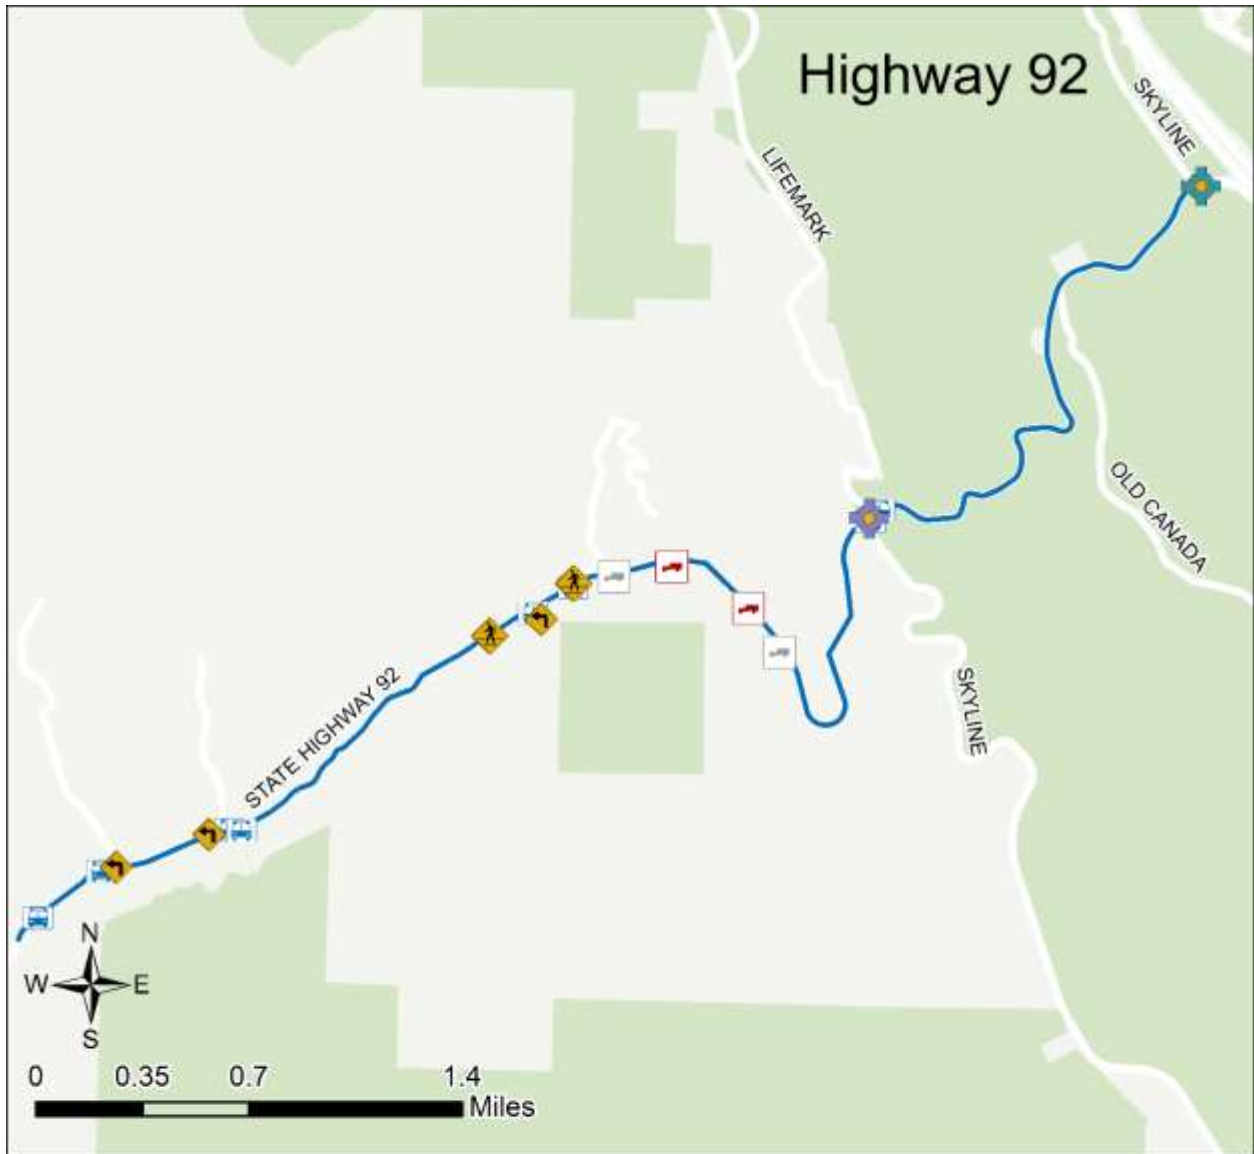 Highway 92
SKYLINE
LIFEMARK
OLD CANADA
STATE HIGHWAY 92
SKYLINE
N
W E
S
0 0.35 0.7 1.4
Miles